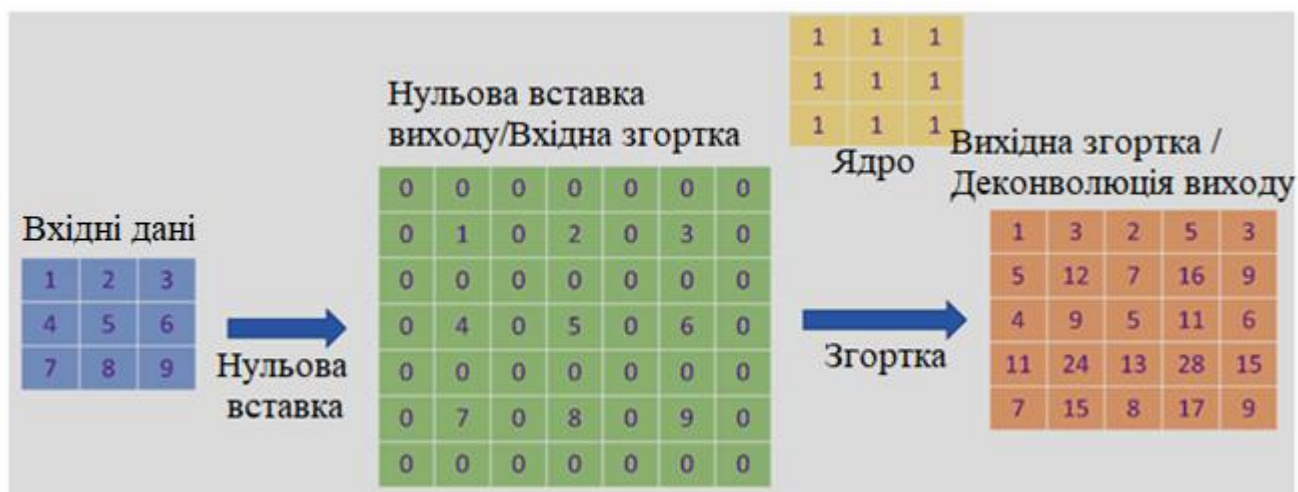 Вхідні дані
1 2 3
4 5 6
7 8 9
Нульова
вставка
Нульова вставка
виходу/Вхідна згортка
0 0 0 0 0 0 0
0 1 0 2 0 3 0
0 0 0 0 0 0 0
0 4 0 5 0 6 0
0 0 0 0 0 0 0
0 7 0 8 0 9 0
0 0 0 0 0 0 0
1 1 1
1 1 1
1 1 1
Ядро
Згортка
Вихідна згортка /
Деконволюція виходу
1 3 2 5 3
5 12 7 16 9
4 9 5 11 6
11 24 13 28 15
7 15 8 17 9